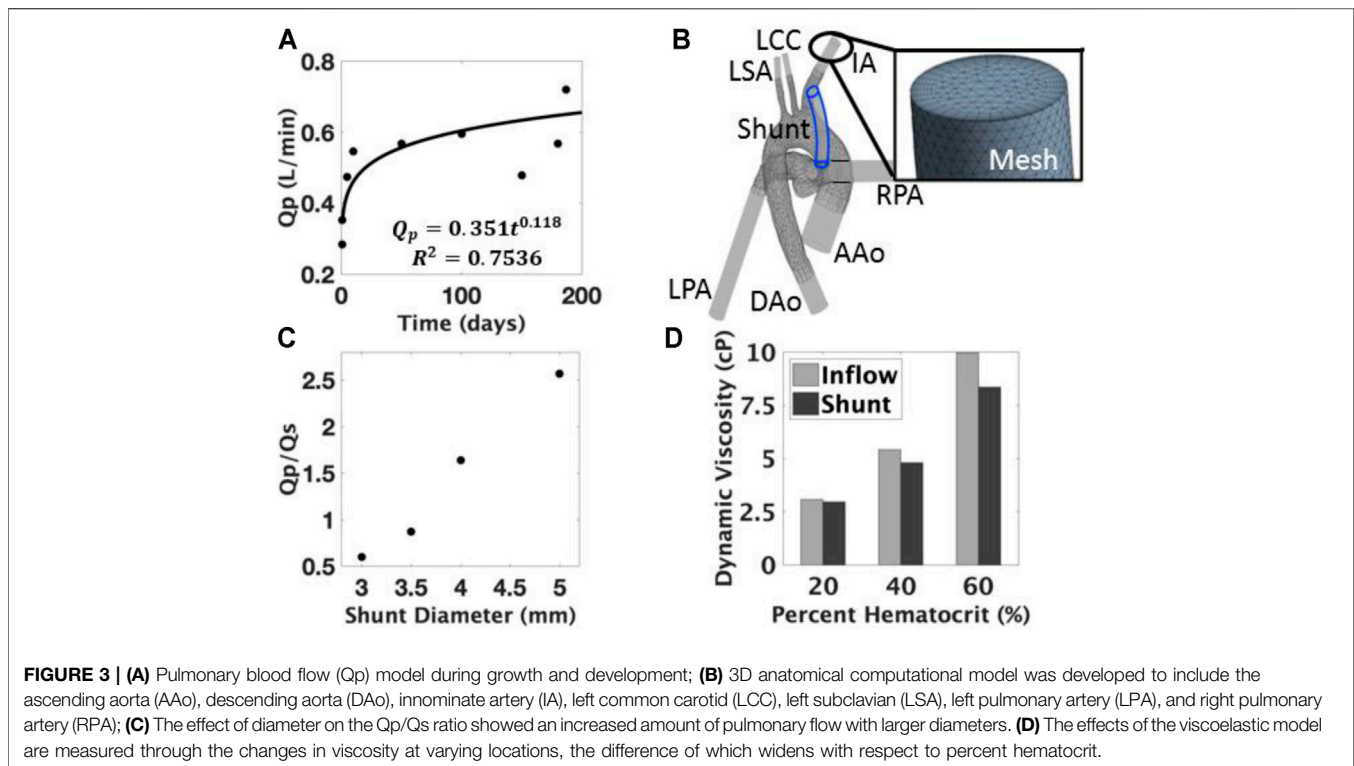 A
0.8
0.6
0.4
0.2
Qp (L/min)
Q_p = 0.351t^0.118
R² = 0.7536
0 100 200
Time (days)
B
LCC
IA
LSA
Shunt
Mesh
RPA
AAo
LPA
DAo
C
2.5
2
1.5
1
0.5
Qp/Qs
3 3.5 4 4.5 5
Shunt Diameter (mm)
D
10
7.5
5
2.5
0
Dynamic Viscosity (cP)
Inflow
Shunt
20 40 60
Percent Hematocrit (%)
FIGURE 3 | (A) Pulmonary blood flow (Qp) model during growth and development; (B) 3D anatomical computational model was developed to include the
ascending aorta (AAo), descending aorta (DAo), innominate artery (IA), left common carotid (LCC), left subclavian (LSA), left pulmonary artery (LPA), and right pulmonary
artery (RPA); (C) The effect of diameter on the Qp/Qs ratio showed an increased amount of pulmonary flow with larger diameters. (D) The effects of the viscoelastic model
are measured through the changes in viscosity at varying locations, the difference of which widens with respect to percent hematocrit.